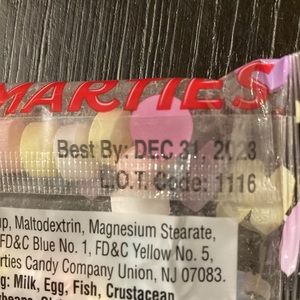 MARTIES
Best By: DEC 31, 2023
L.O.T. Code: 1116
up, Maltodextrin, Magnesium Stearate,
FD&C Blue No. 1, FD&C Yellow No. 5,
rties Candy Company Union, NJ 07083.
g: Milk, Egg, Fish, Crustacean